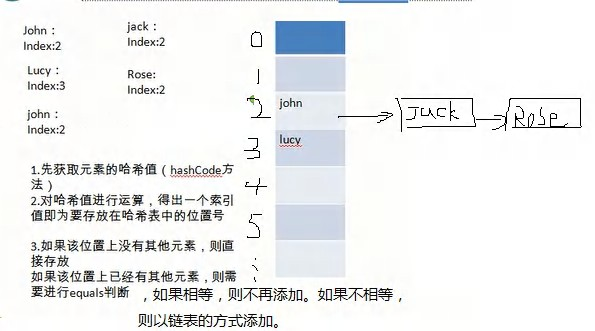 John：
Index:2
jack：
Index:2
Lucy：
Index:3
Rose:
Index:2
john：
Index:2
1.先获取元素的哈希值（hashCode方
法）
2.对哈希值进行运算，得出一个索引
值即为要存放在哈希表中的位置号
3.如果该位置上没有其他元素，则直
接存放
如果该位置上已经有其他元素，则需
要进行equals判断，如果相等，则不再添加。如果不相等，
则以链表的方式添加。
0
1
2 john
Jack
Rose
3 lucy
4
5